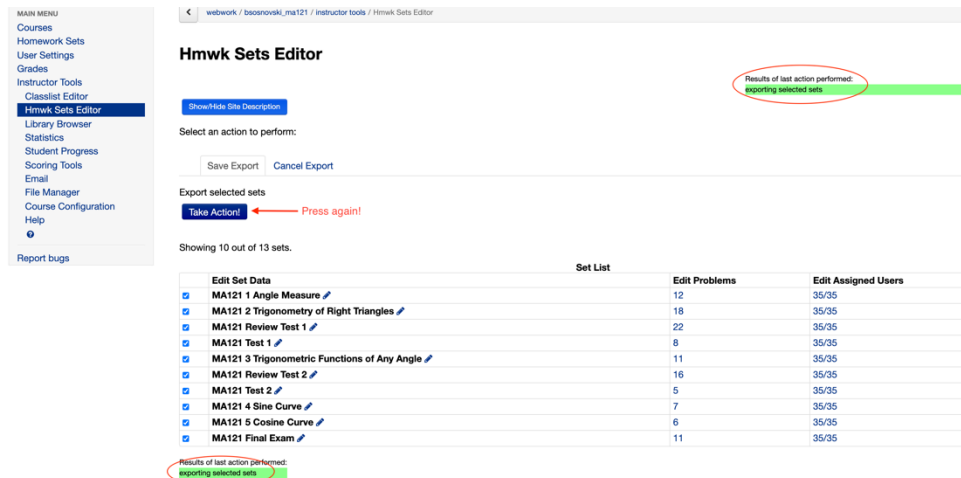 MAIN MENU
Courses
Homework Sets
User Settings
Grades
Instructor Tools
Classlist Editor
Hmwk Sets Editor
Library Browser
Statistics
Student Progress
Scoring Tools
Email
File Manager
Course Configuration
Help
Report bugs
webwork / bsosnovski_ma121 / instructor tools / Hmwk Sets Editor
Hmwk Sets Editor
Results of last action performed:
exporting selected sets
Show/Hide Site Description
Select an action to perform:
Save Export Cancel Export
Export selected sets
Take Action! Press again!
Showing 10 out of 13 sets.
Set List
Edit Set Data Edit Problems Edit Assigned Users
MA121 1 Angle Measure 12 35/35
MA121 2 Trigonometry of Right Triangles 18 35/35
MA121 Review Test 1 22 35/35
MA121 Test 1 8 35/35
MA121 3 Trigonometric Functions of Any Angle 11 35/35
MA121 Review Test 2 16 35/35
MA121 Test 2 5 35/35
MA121 4 Sine Curve 7 35/35
MA121 5 Cosine Curve 6 35/35
MA121 Final Exam 11 35/35
Results of last action performed:
exporting selected sets